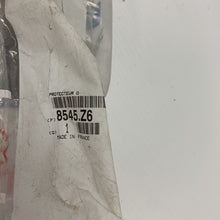 PROTECTEUR D
(P) 8545.Z6
(Q) 1
MADE IN FRANCE